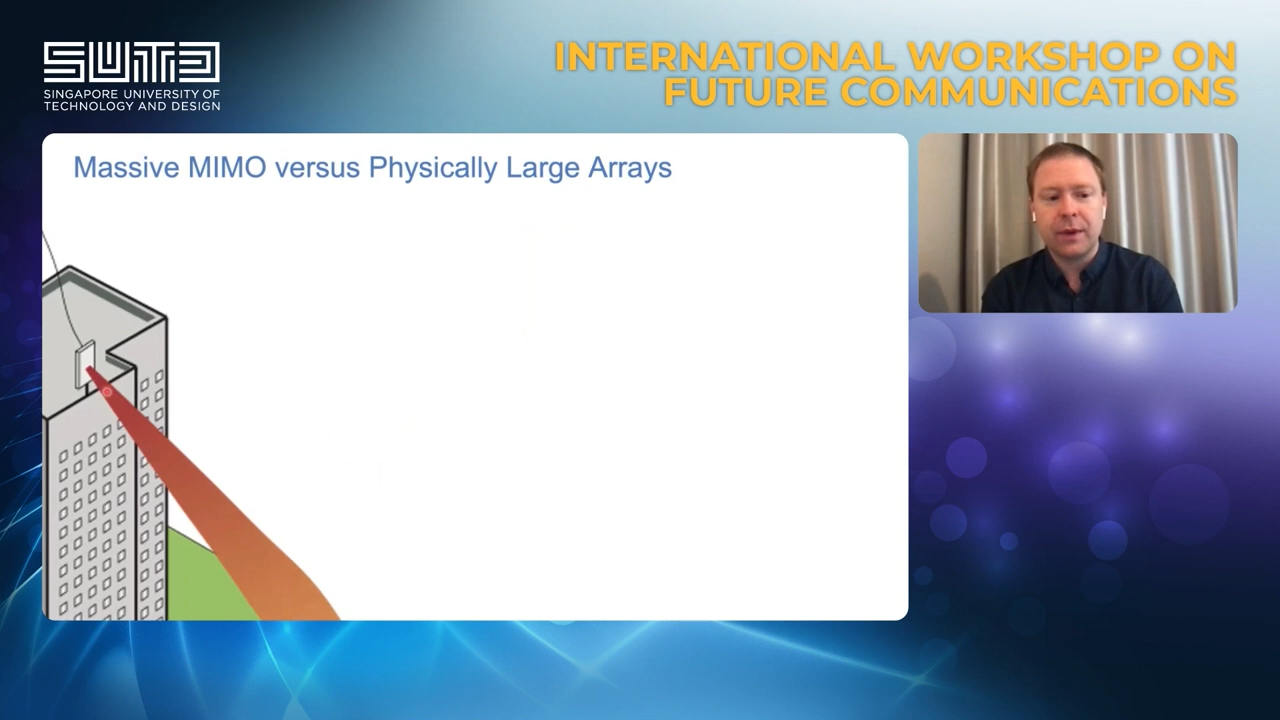 SUTD
SINGAPORE UNIVERSITY OF
TECHNOLOGY AND DESIGN
INTERNATIONAL WORKSHOP ON
FUTURE COMMUNICATIONS
Massive MIMO versus Physically Large Arrays